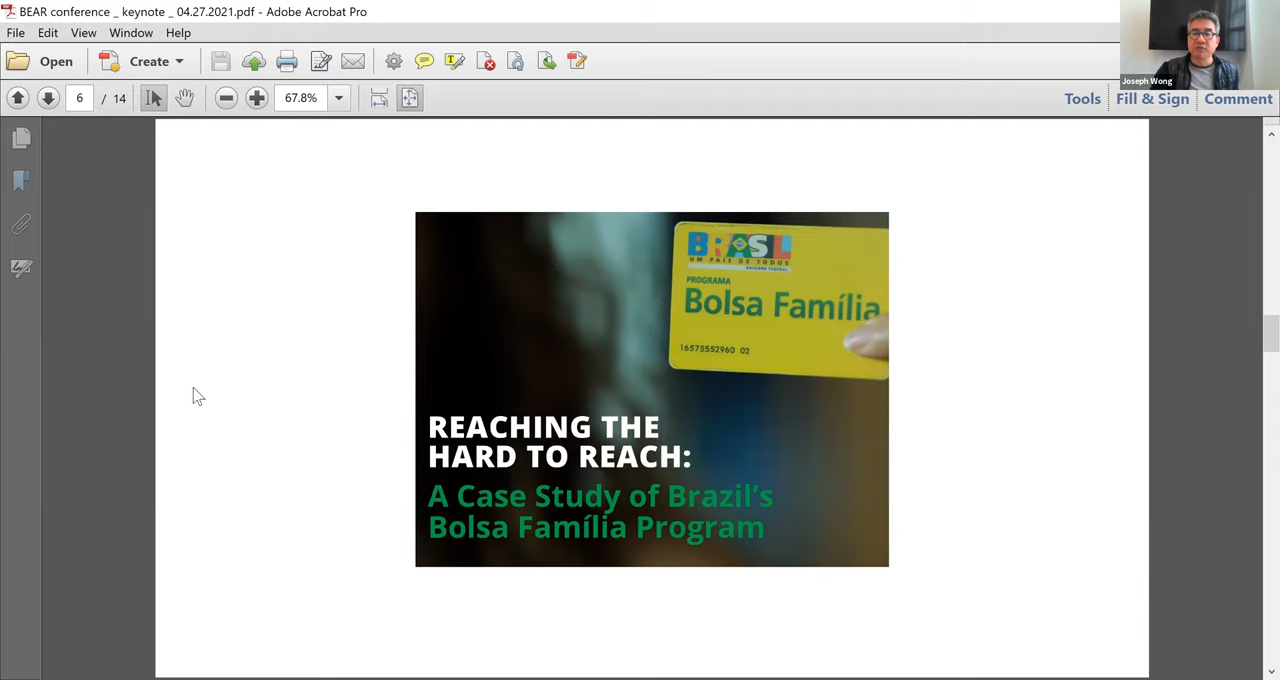 BEAR conference _ keynote _ 04.27.2021.pdf - Adobe Acrobat Pro
File Edit View Window Help
Open Create
6 / 14 67.8%
Tools Fill & Sign Comment
Joseph Wong
BRASIL
UM PAÍS DE TODOS
GOVERNO FEDERAL
PROGRAMA
Bolsa Família
16575552960 02
REACHING THE
HARD TO REACH:
A Case Study of Brazil's
Bolsa Família Program